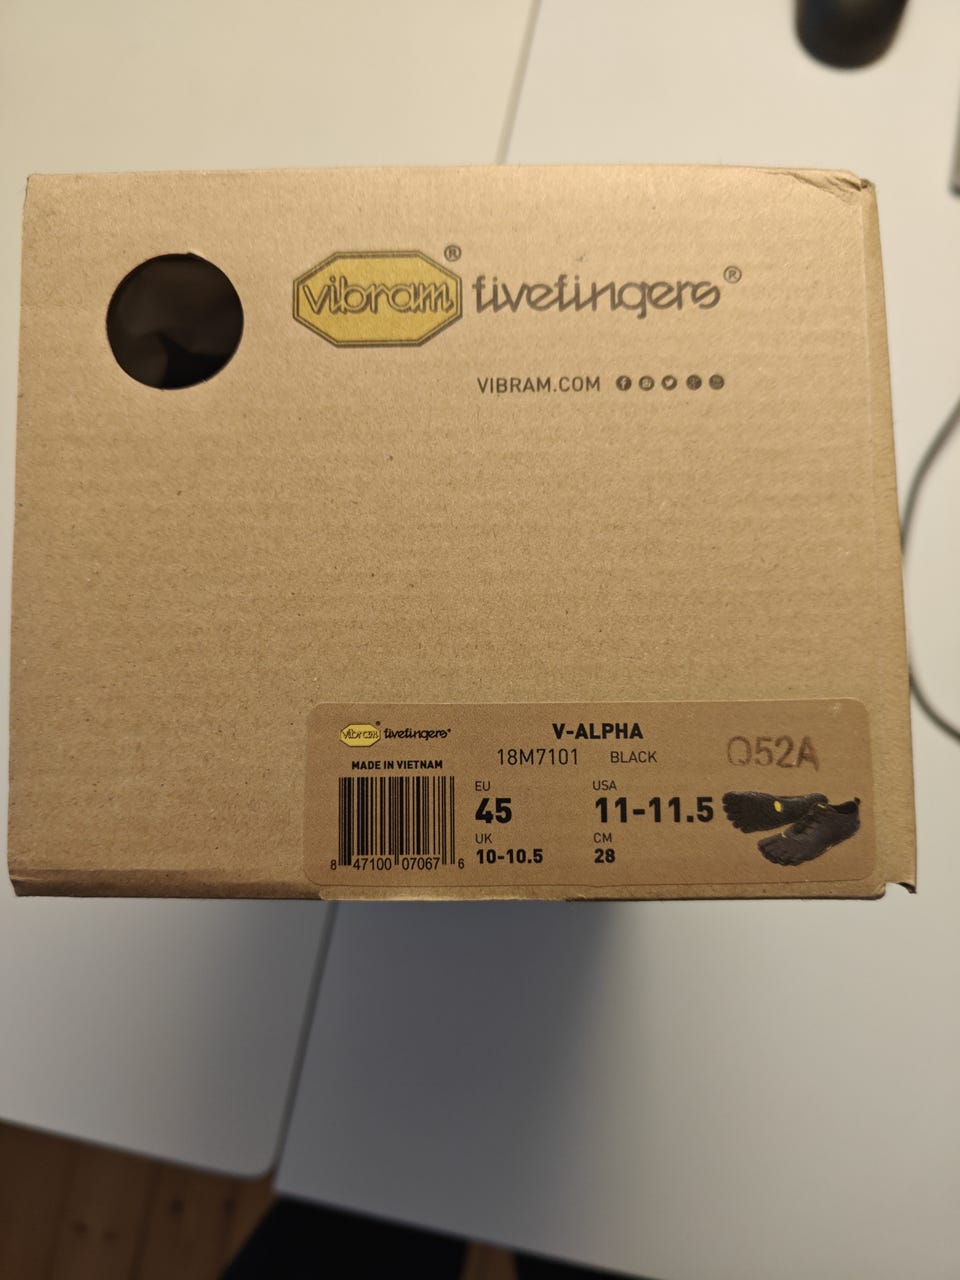 vibram® fivefingers®
VIBRAM.COM
vibram® fivefingers®
MADE IN VIETNAM
V-ALPHA
18M7101 BLACK
Q52A
EU
45
USA
11-11.5
UK
10-10.5
CM
28
8 47100 07067 6